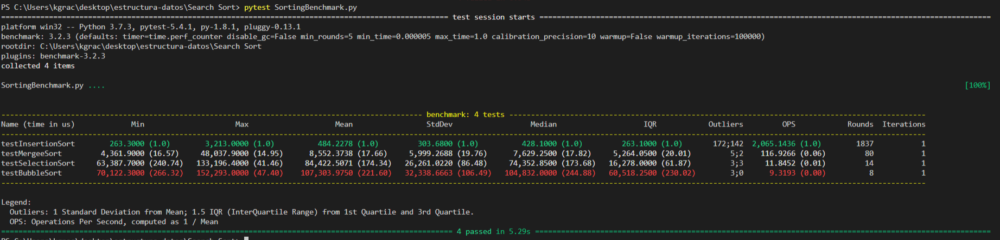 PS C:\Users\kgrac\desktop\estructura-datos\Search Sort> pytest SortingBenchmark.py
test session starts
platform win32 -- Python 3.7.3, pytest-5.4.1, py-1.8.1, pluggy-0.13.1
benchmark: 3.2.3 (defaults: timer=time.perf_counter disable_gc=False min_rounds=5 min_time=0.000005 max_time=1.0 calibration_precision=10 warmup=False warmup_iterations=100000)
rootdir: C:\Users\kgrac\desktop\estructura-datos\Search Sort
plugins: benchmark-3.2.3
collected 4 items
SortingBenchmark.py .... [100%]
benchmark: 4 tests
Name (time in us) Min Max Mean StdDev Median IQR Outliers OPS Rounds Iterations
testInsertionSort 263.3000 (1.0) 3,213.0000 (1.0) 484.2278 (1.0) 303.6800 (1.0) 428.1000 (1.0) 263.1000 (1.0) 172;142 2,065.1436 (1.0) 1837 1
testMergeeSort 4,361.9000 (16.57) 48,037.9000 (14.95) 8,552.3738 (17.66) 5,999.2688 (19.76) 7,629.2500 (17.82) 5,264.0500 (20.01) 5;2 116.9266 (0.06) 80 1
testSelectionSort 63,387.7000 (240.74) 133,196.4000 (41.46) 84,422.5071 (174.34) 26,261.0220 (86.48) 74,352.8500 (173.68) 16,278.0000 (61.87) 3;3 11.8452 (0.01) 14 1
testBubbleSort 70,122.3000 (266.32) 152,293.0000 (47.40) 107,303.9750 (221.60) 32,338.6663 (106.49) 104,832.0000 (244.88) 60,518.2500 (230.02) 3;0 9.3193 (0.00) 8 1
Legend:
Outliers: 1 Standard Deviation from Mean; 1.5 IQR (InterQuartile Range) from 1st Quartile and 3rd Quartile.
OPS: Operations Per Second, computed as 1 / Mean
4 passed in 5.29s
PS C:\Users\kgrac\desktop\estructura-datos\Search Sort>